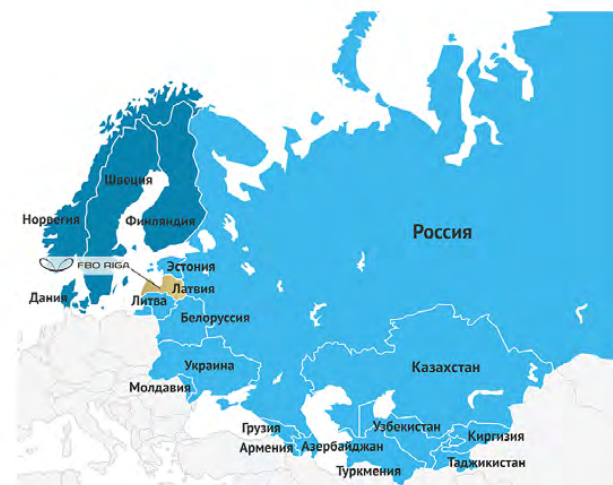 Швеция
Норвегия
Финляндия
Россия
FBO RIGA
Эстония
Дания
Латвия
Литва
Белоруссия
Украина
Казахстан
Молдавия
Грузия
Узбекистан
Киргизия
Армения
Азербайджан
Таджикистан
Туркмения